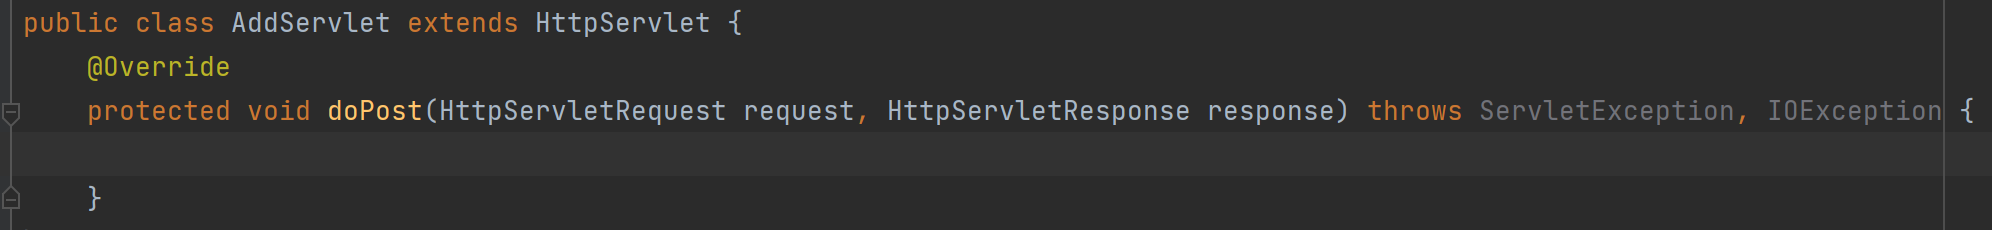 public class AddServlet extends HttpServlet {
@Override
protected void doPost(HttpServletRequest request, HttpServletResponse response) throws ServletException, IOException {
}